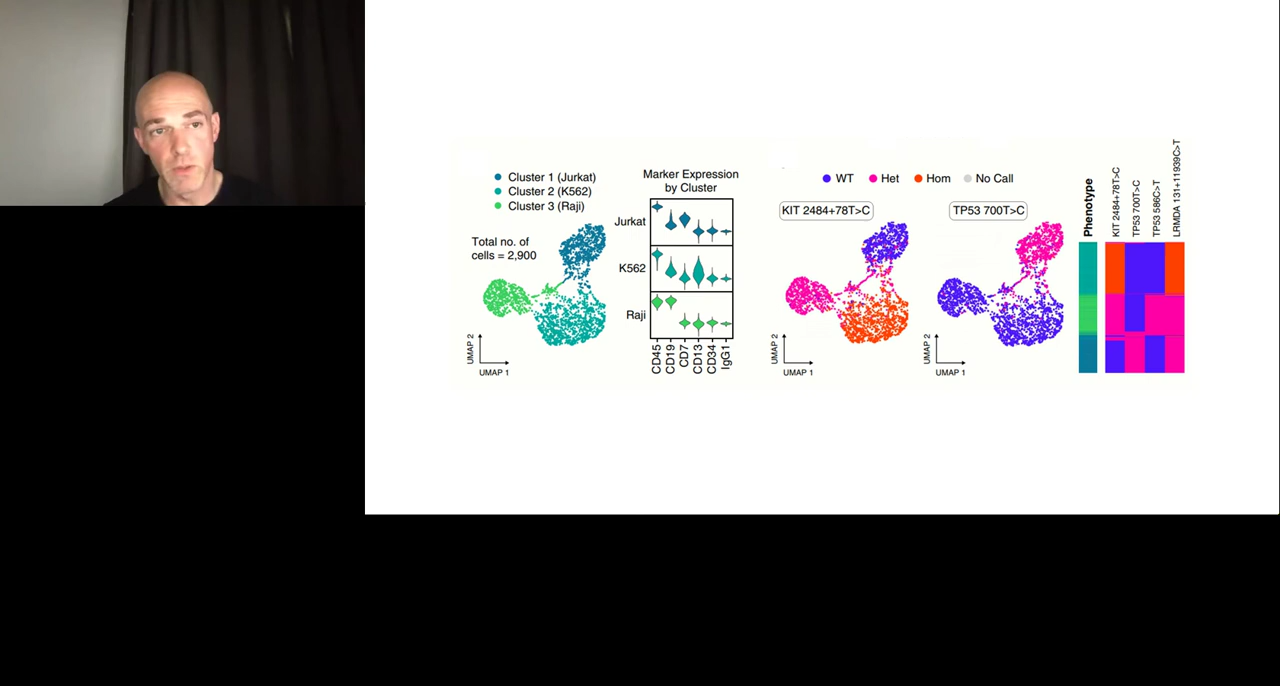 Cluster 1 (Jurkat)
Cluster 2 (K562)
Cluster 3 (Raji)
Total no. of
cells = 2,900
UMAP 2
UMAP 1
Marker Expression
by Cluster
Jurkat
K562
Raji
CD45
CD19
CD7
CD13
CD34
IgG1
WT
Het
Hom
No Call
KIT 2484+78T>C
UMAP 2
UMAP 1
TP53 700T>C
UMAP 2
UMAP 1
Phenotype
KIT 2484+78T>C
TP53 700T>C
TP53 586C>T
LRMDA 131+11939C>T